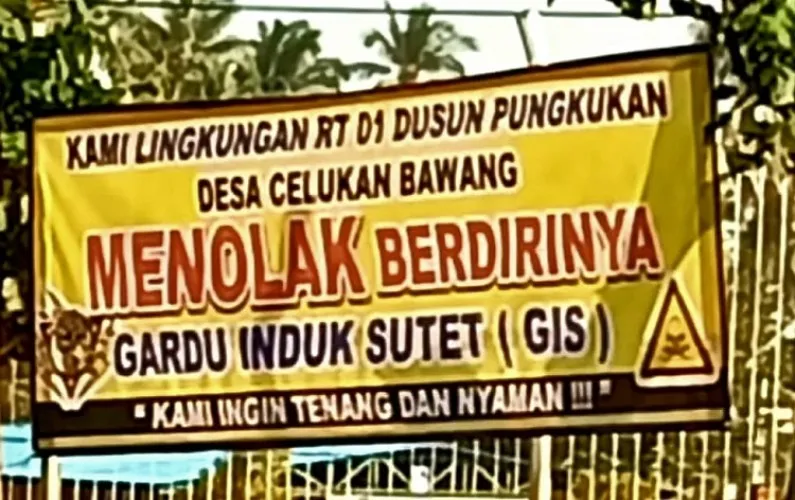 KAMI LINGKUNGAN RT 01 DUSUN PUNGKUKAN
DESA CELUKAN BAWANG
MENOLAK BERDIRINYA
GARDU INDUK SUTET ( GIS )
" KAMI INGIN TENANG DAN NYAMAN !!! "